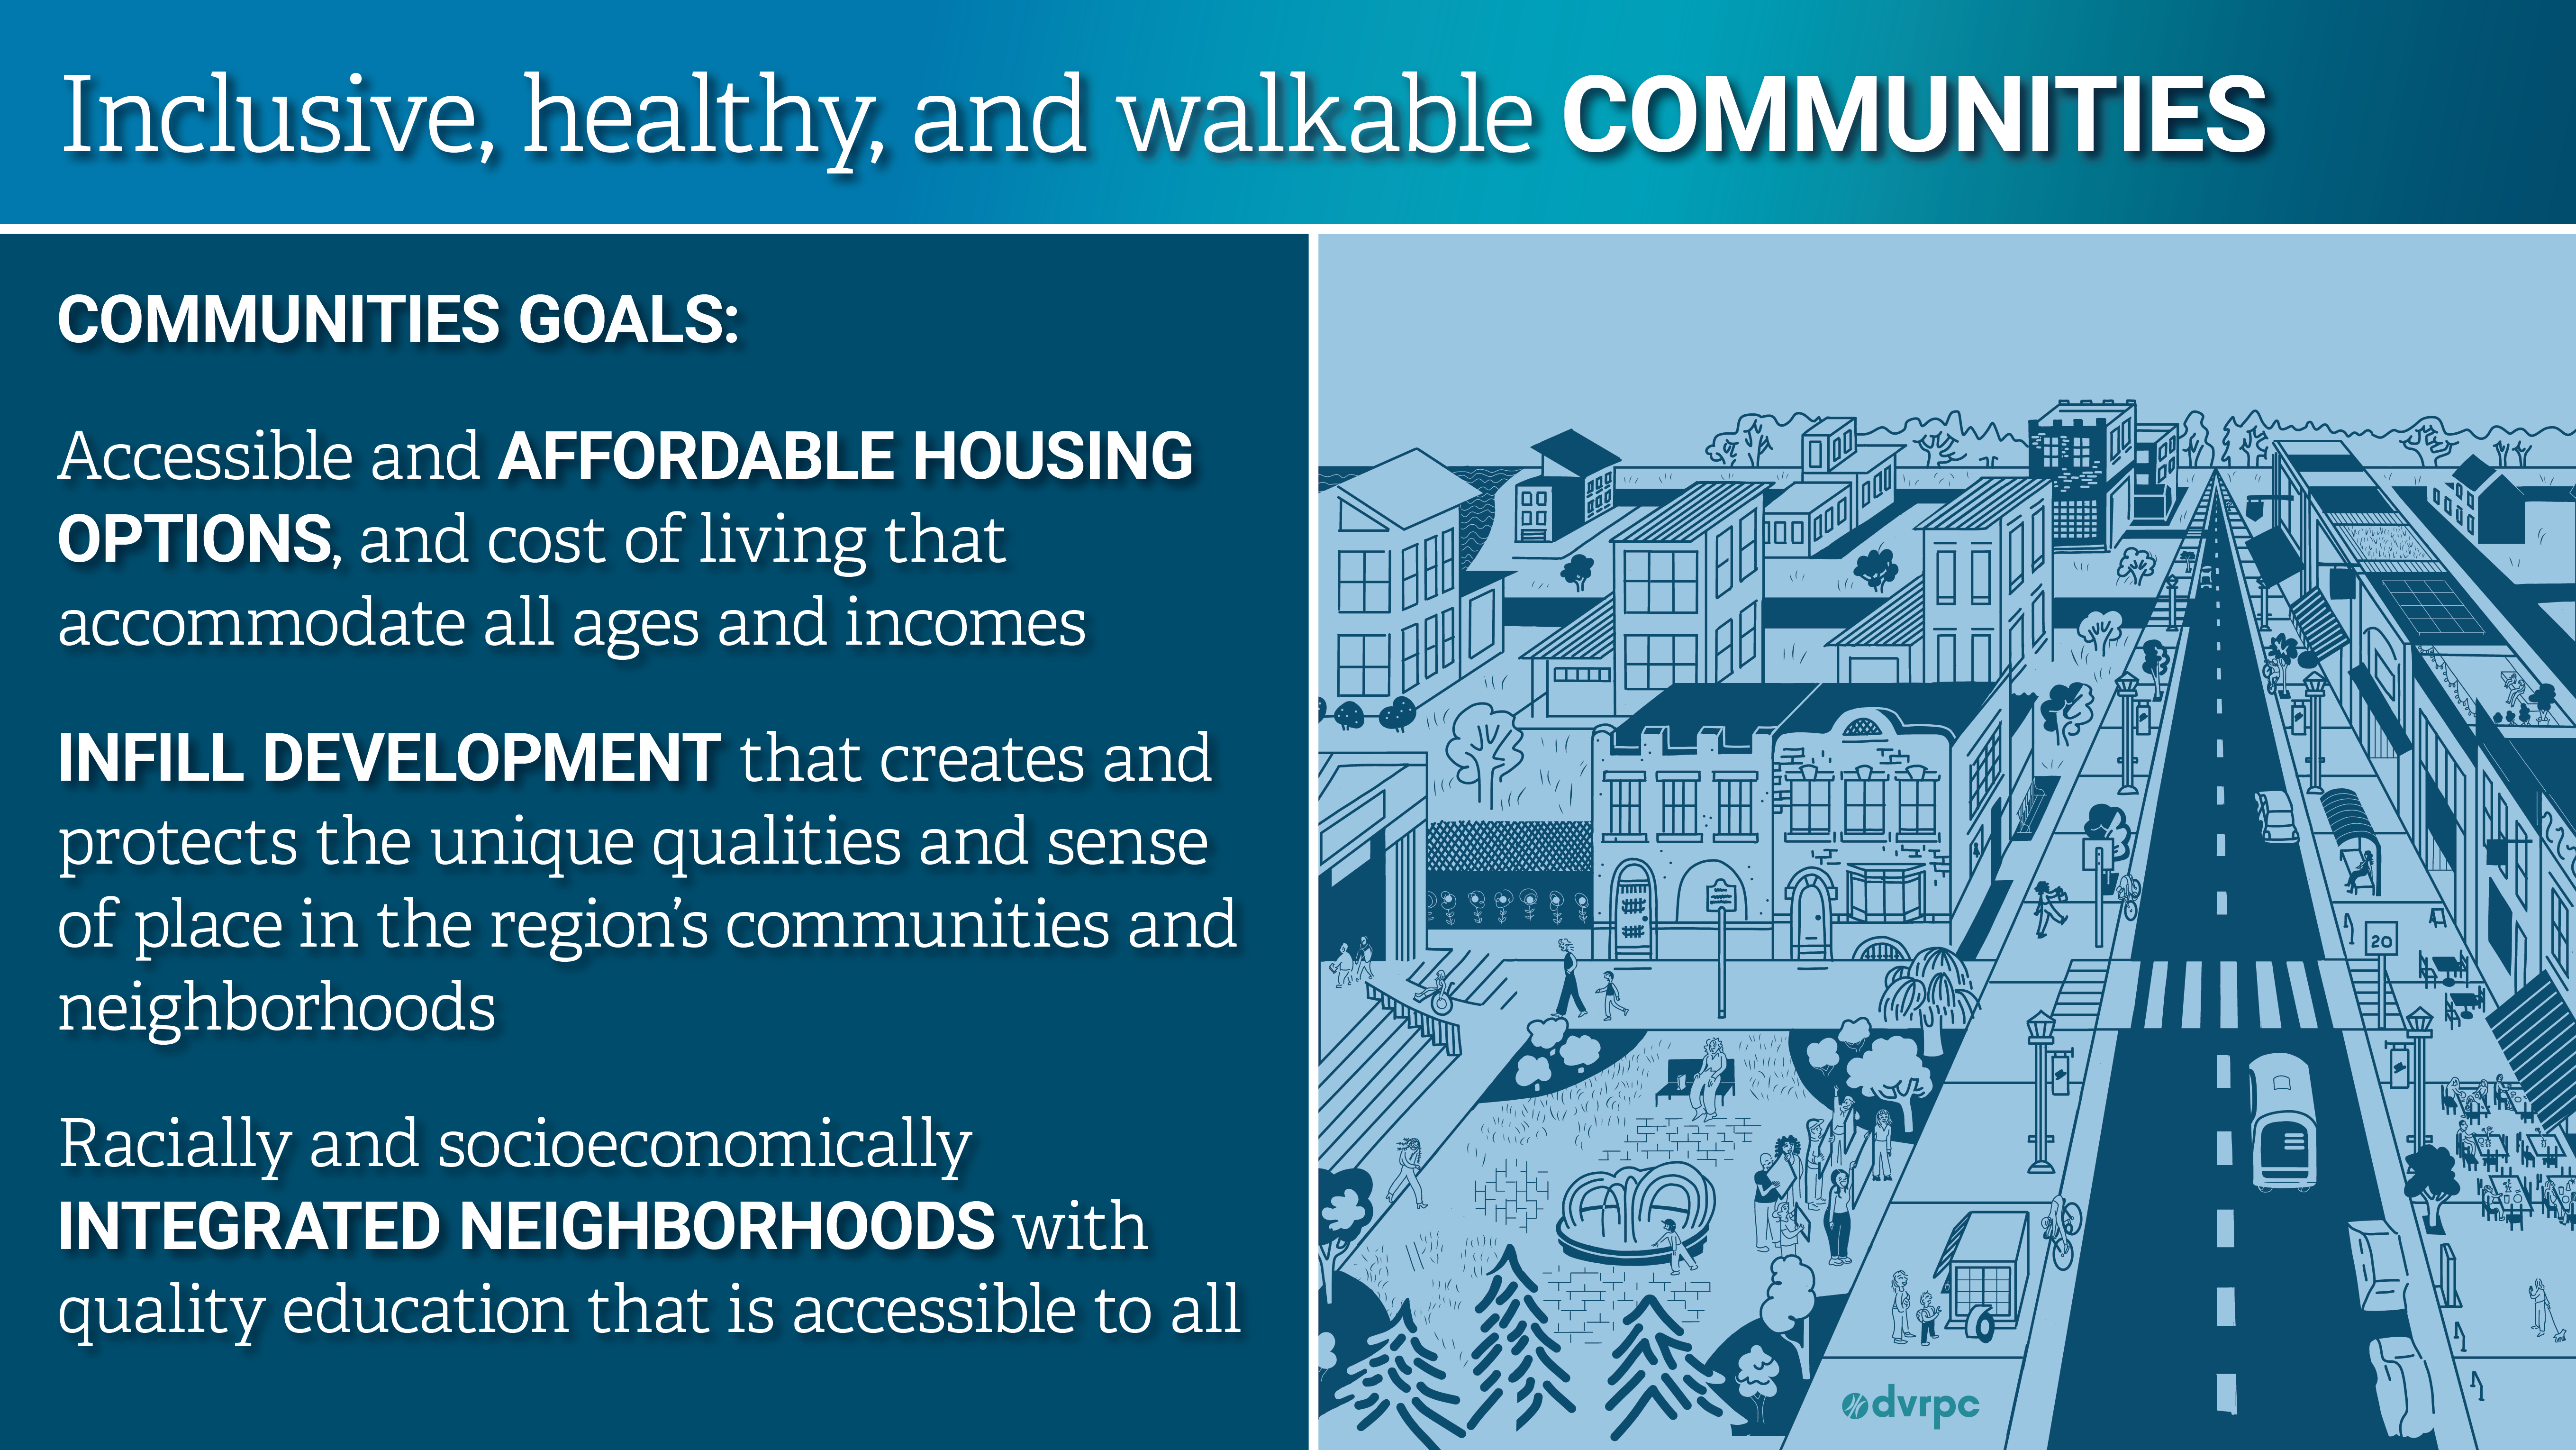 Inclusive, healthy, and walkable COMMUNITIES
COMMUNITIES GOALS:
Accessible and AFFORDABLE HOUSING
OPTIONS, and cost of living that
accommodate all ages and incomes
INFILL DEVELOPMENT that creates and
protects the unique qualities and sense
of place in the region’s communities and
neighborhoods
Racially and socioeconomically
INTEGRATED NEIGHBORHOODS with
quality education that is accessible to all
20
dvrpc